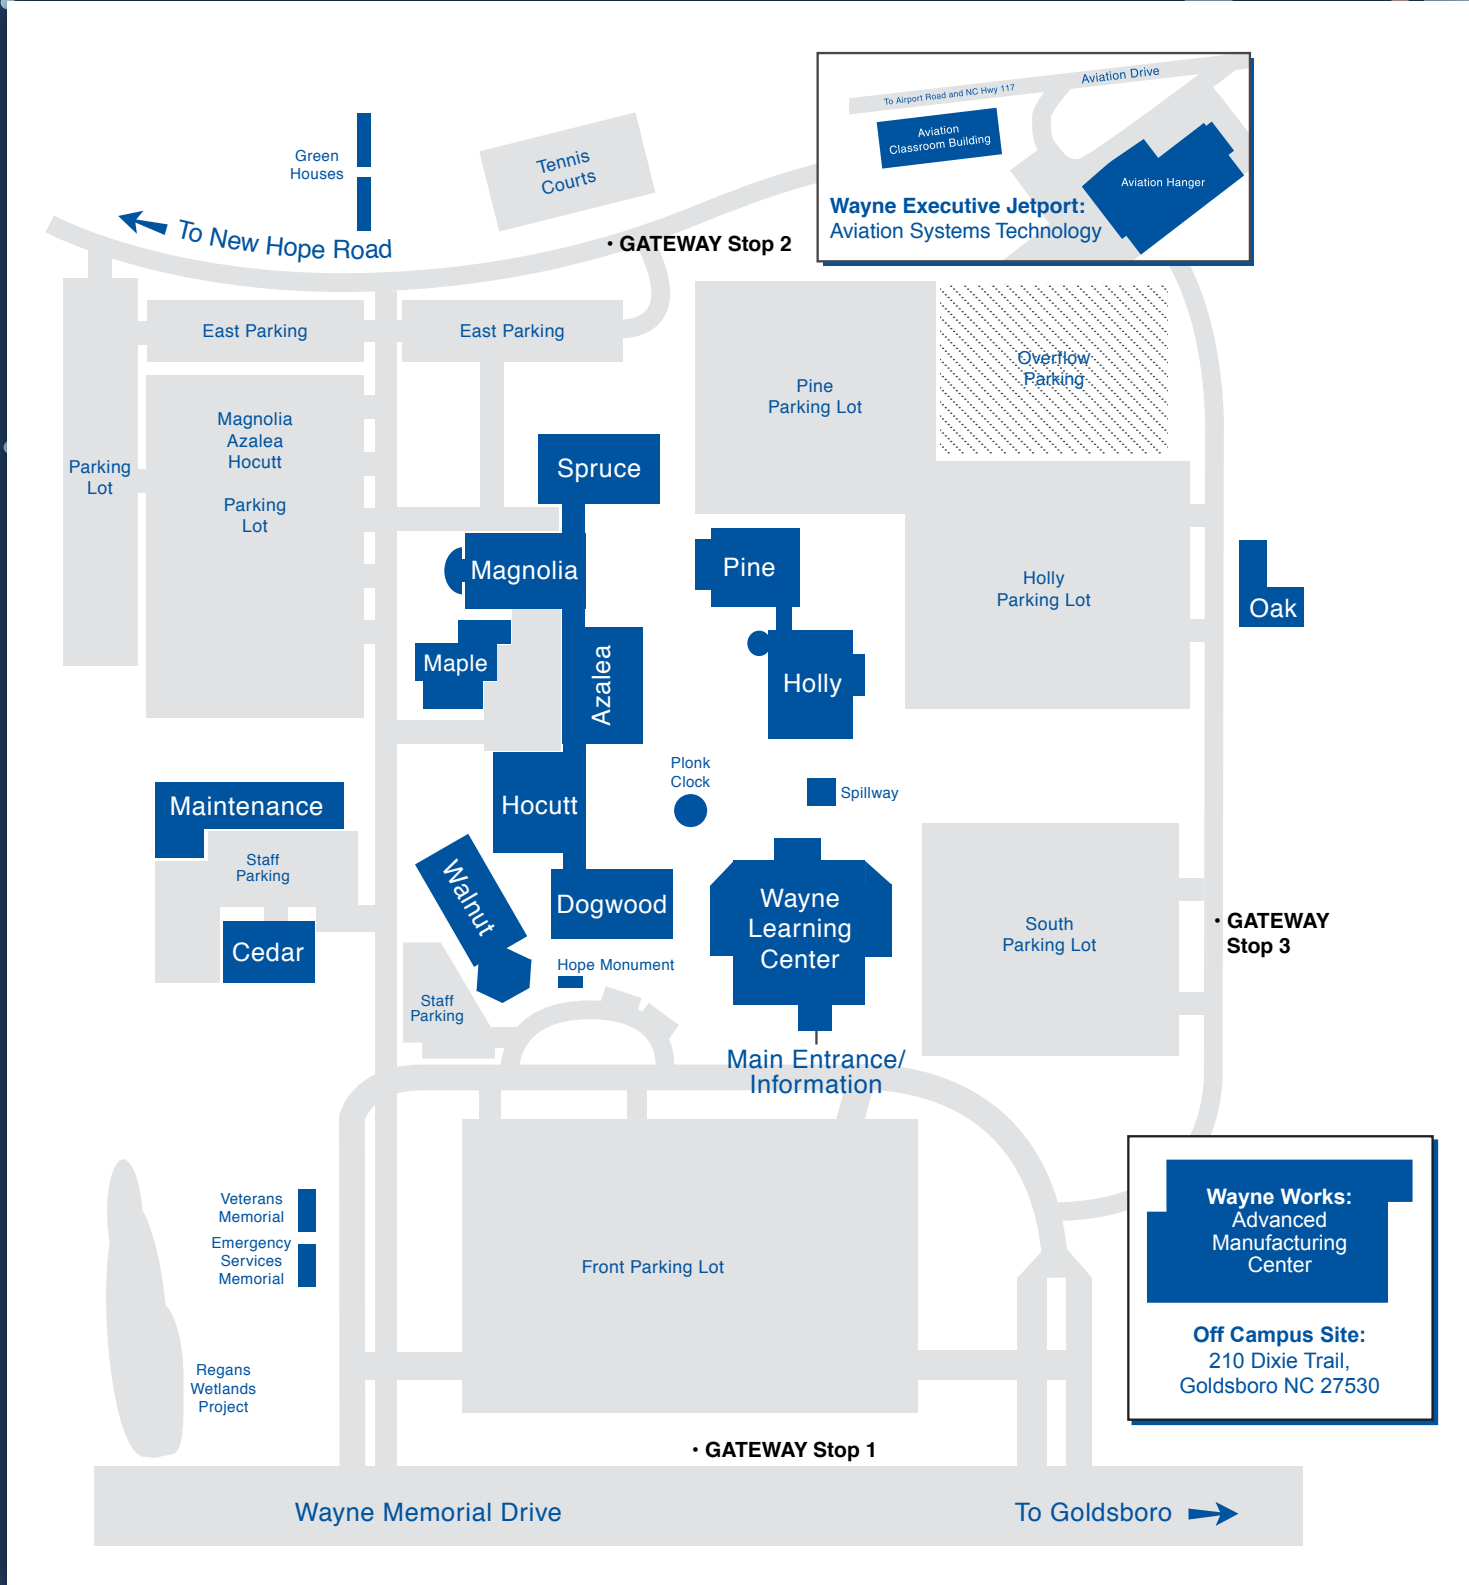 Aviation Drive
To Airport Road and NC Hwy 117
Aviation
Classroom Building
Aviation Hanger
Wayne Executive Jetport:
Aviation Systems Technology
Green
Houses
Tennis
Courts
To New Hope Road
• GATEWAY Stop 2
East Parking
East Parking
Overflow
Parking
Pine
Parking Lot
Magnolia
Azalea
Hocutt
Parking
Lot
Parking
Lot
Spruce
Magnolia
Pine
Holly
Parking Lot
Oak
Maple
Azalea
Holly
Plonk
Clock
Spillway
Maintenance
Hocutt
Staff
Parking
Walnut
Dogwood
Wayne
Learning
Center
South
Parking Lot
• GATEWAY
Stop 3
Cedar
Hope Monument
Staff
Parking
Main Entrance/
Information
Veterans
Memorial
Emergency
Services
Memorial
Front Parking Lot
Wayne Works:
Advanced
Manufacturing
Center
Off Campus Site:
210 Dixie Trail,
Goldsboro NC 27530
Regans
Wetlands
Project
• GATEWAY Stop 1
Wayne Memorial Drive
To Goldsboro